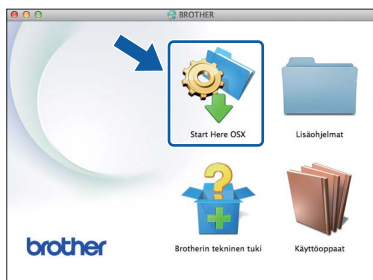 BROTHER
Start Here OSX
Lisäohjelmat
Brotherin tekninen tuki
Käyttöoppaat
brother